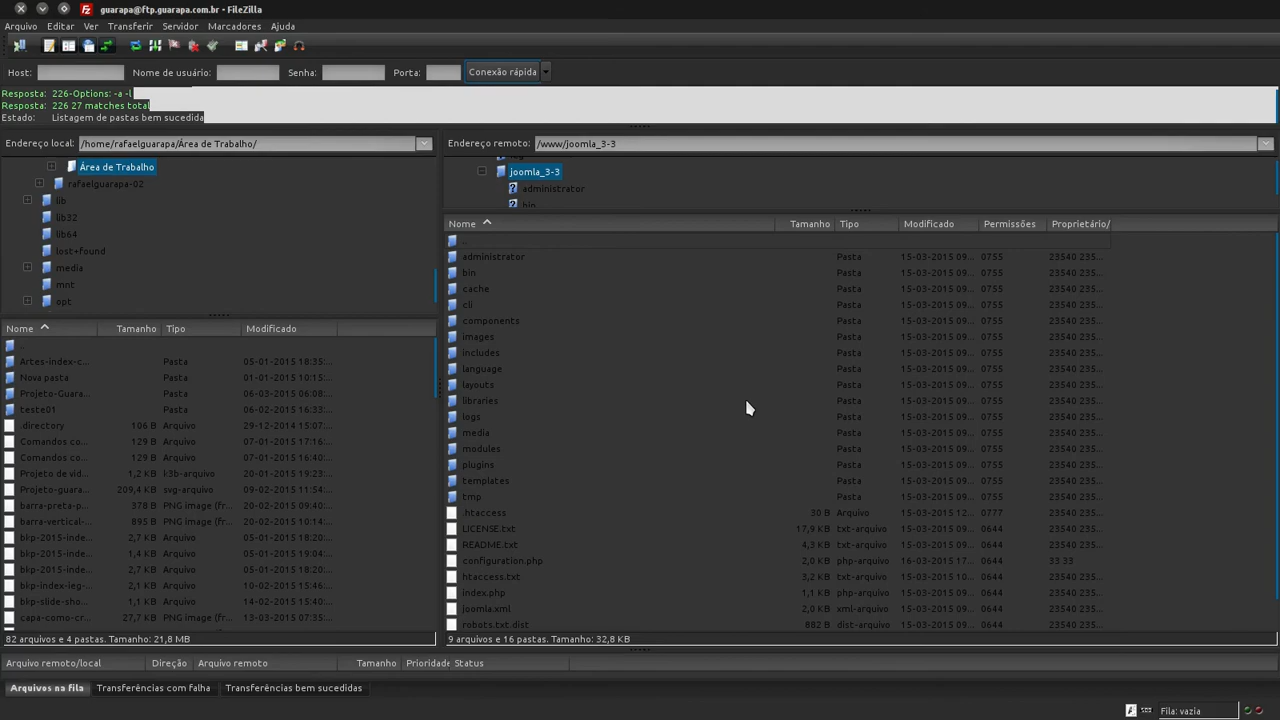 guarapa@ftp.guarapa.com.br - FileZilla
Arquivo Editar Ver Transferir Servidor Marcadores Ajuda
Host: Nome de usuário: Senha: Porta: Conexão rápida
Resposta: 226-Options: -a -l
Resposta: 226 27 matches total
Estado: Listagem de pastas bem sucedida
Endereço local: /home/rafaelguarapa/Área de Trabalho/
Área de Trabalho
rafaelguarapa-02
lib
lib32
lib64
lost+found
media
mnt
opt
Nome Tamanho Tipo Modificado
..
Artes-index-c... Pasta 05-01-2015 18:35:...
Nova pasta Pasta 01-01-2015 10:15:...
Projeto-Guara... Pasta 06-03-2015 06:08:...
teste01 Pasta 06-02-2015 16:33:...
.directory 106 B Arquivo 29-12-2014 15:07:...
Comandos co... 129 B Arquivo 07-01-2015 17:16:...
Comandos co... 129 B Arquivo 07-01-2015 16:40:...
Projeto de vid... 1,2 KB k3b-arquivo 20-01-2015 19:23:...
Projeto-guara... 209,4 KB svg-arquivo 09-02-2015 11:54:...
barra-preta-p... 378 B PNG image (fr... 20-02-2015 09:40:...
barra-vertical-... 895 B PNG image (fr... 20-02-2015 10:14:...
bkp-2015-inde... 2,7 KB Arquivo 05-01-2015 18:20:...
bkp-2015-inde... 1,4 KB Arquivo 05-01-2015 19:04:...
bkp-2015-inde... 2,7 KB Arquivo 05-01-2015 18:20:...
bkp-index-leg-... 2,1 KB Arquivo 10-02-2015 15:46:...
bkp-slide-sho... 1,1 KB Arquivo 14-02-2015 15:40:...
capa-como-cr... 27,7 KB PNG image (fr... 13-03-2015 07:35:...
82 arquivos e 4 pastas. Tamanho: 21,8 MB
Endereço remoto: /www/joomla_3-3
joomla_3-3
administrator
bin
Nome Tamanho Tipo Modificado Permissões Proprietário/
..
administrator Pasta 15-03-2015 09... 0755 23540 235...
bin Pasta 15-03-2015 09... 0755 23540 235...
cache Pasta 15-03-2015 09... 0755 23540 235...
cli Pasta 15-03-2015 09... 0755 23540 235...
components Pasta 15-03-2015 09... 0755 23540 235...
images Pasta 15-03-2015 09... 0755 23540 235...
includes Pasta 15-03-2015 09... 0755 23540 235...
language Pasta 15-03-2015 09... 0755 23540 235...
layouts Pasta 15-03-2015 09... 0755 23540 235...
libraries Pasta 15-03-2015 09... 0755 23540 235...
logs Pasta 15-03-2015 09... 0755 23540 235...
media Pasta 15-03-2015 09... 0755 23540 235...
modules Pasta 15-03-2015 09... 0755 23540 235...
plugins Pasta 15-03-2015 09... 0755 23540 235...
templates Pasta 15-03-2015 09... 0755 23540 235...
tmp Pasta 15-03-2015 09... 0755 23540 235...
.htaccess 30 B Arquivo 15-03-2015 12... 0777 23540 235...
LICENSE.txt 17,9 KB txt-arquivo 15-03-2015 09... 0644 23540 235...
README.txt 4,3 KB txt-arquivo 15-03-2015 09... 0644 23540 235...
configuration.php 2,0 KB php-arquivo 16-03-2015 17... 0644 33 33
htaccess.txt 3,2 KB txt-arquivo 15-03-2015 10... 0644 23540 235...
index.php 1,1 KB php-arquivo 15-03-2015 09... 0644 23540 235...
joomla.xml 2,0 KB xml-arquivo 15-03-2015 09... 0644 23540 235...
robots.txt.dist 882 B dist-arquivo 15-03-2015 09... 0644 23540 235...
9 arquivos e 16 pastas. Tamanho: 32,8 KB
Arquivo remoto/local Direção Arquivo remoto Tamanho Prioridade Status
Arquivos na fila Transferências com falha Transferências bem sucedidas
Fila: vazia